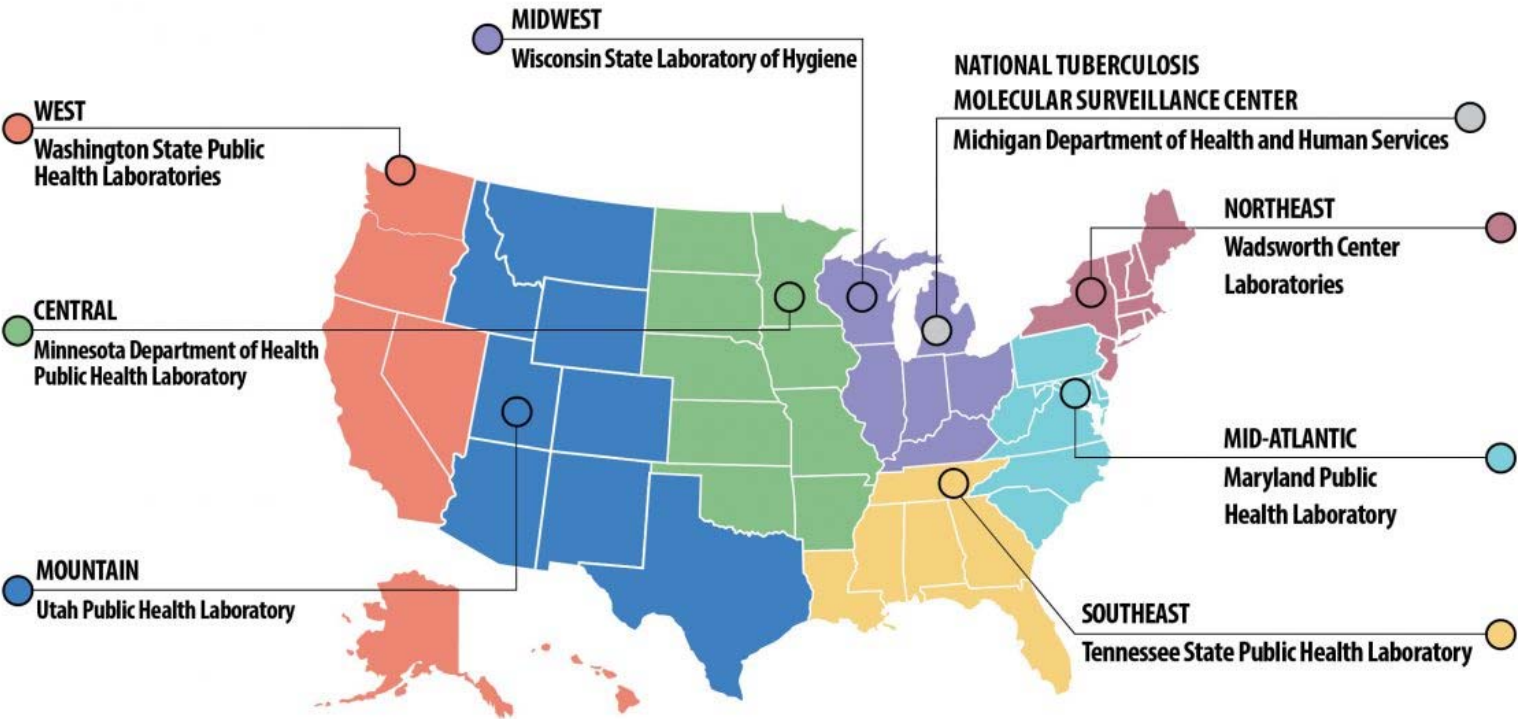 MIDWEST
Wisconsin State Laboratory of Hygiene
NATIONAL TUBERCULOSIS
MOLECULAR SURVEILLANCE CENTER
Michigan Department of Health and Human Services
WEST
Washington State Public
Health Laboratories
NORTHEAST
Wadsworth Center
Laboratories
CENTRAL
Minnesota Department of Health
Public Health Laboratory
MID-ATLANTIC
Maryland Public
Health Laboratory
MOUNTAIN
Utah Public Health Laboratory
SOUTHEAST
Tennessee State Public Health Laboratory